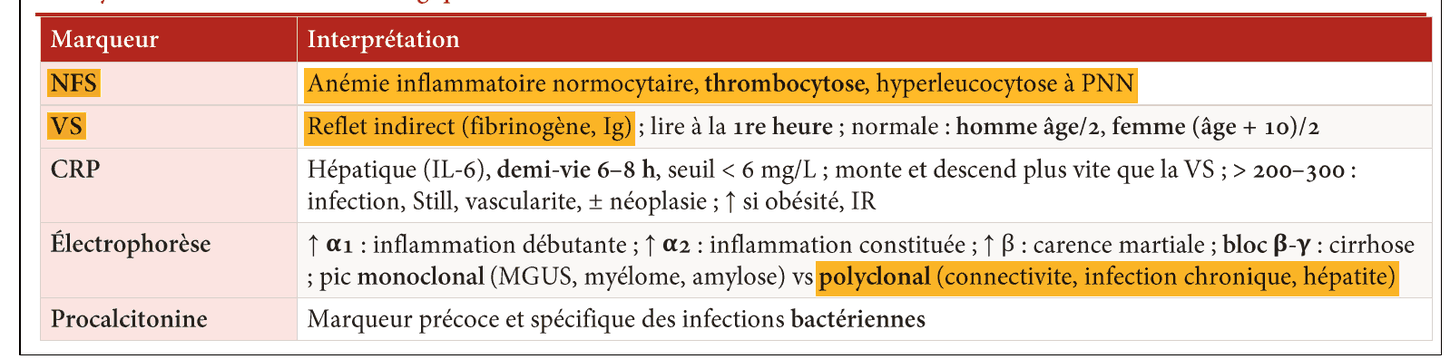 Marqueur Interprétation
NFS Anémie inflammatoire normocytaire, thrombocytose, hyperleucocytose à PNN
VS Reflet indirect (fibrinogène, Ig) ; lire à la 1re heure ; normale : homme âge/2, femme (âge + 10)/2
CRP Hépatique (IL-6), demi-vie 6–8 h, seuil < 6 mg/L ; monte et descend plus vite que la VS ; > 200–300 :
infection, Still, vascularite, ± néoplasie ; ↑ si obésité, IR
Électrophorèse ↑ α1 : inflammation débutante ; ↑ α2 : inflammation constituée ; ↑ β : carence martiale ; bloc β-γ : cirrhose
; pic monoclonal (MGUS, myélome, amylose) vs polyclonal (connectivite, infection chronique, hépatite)
Procalcitonine Marqueur précoce et spécifique des infections bactériennes